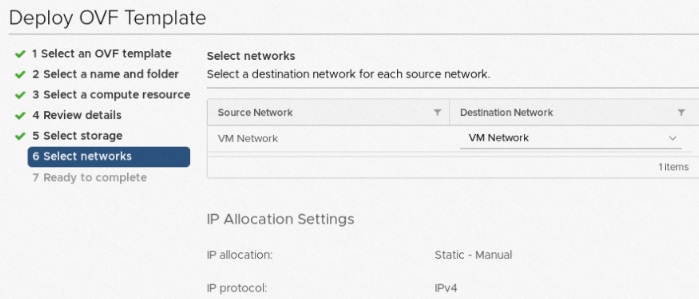 Deploy OVF Template
1 Select an OVF template
2 Select a name and folder
3 Select a compute resource
4 Review details
5 Select storage
6 Select networks
7 Ready to complete
Select networks
Select a destination network for each source network.
Source Network Destination Network
VM Network VM Network
1 items
IP Allocation Settings
IP allocation: Static - Manual
IP protocol: IPv4